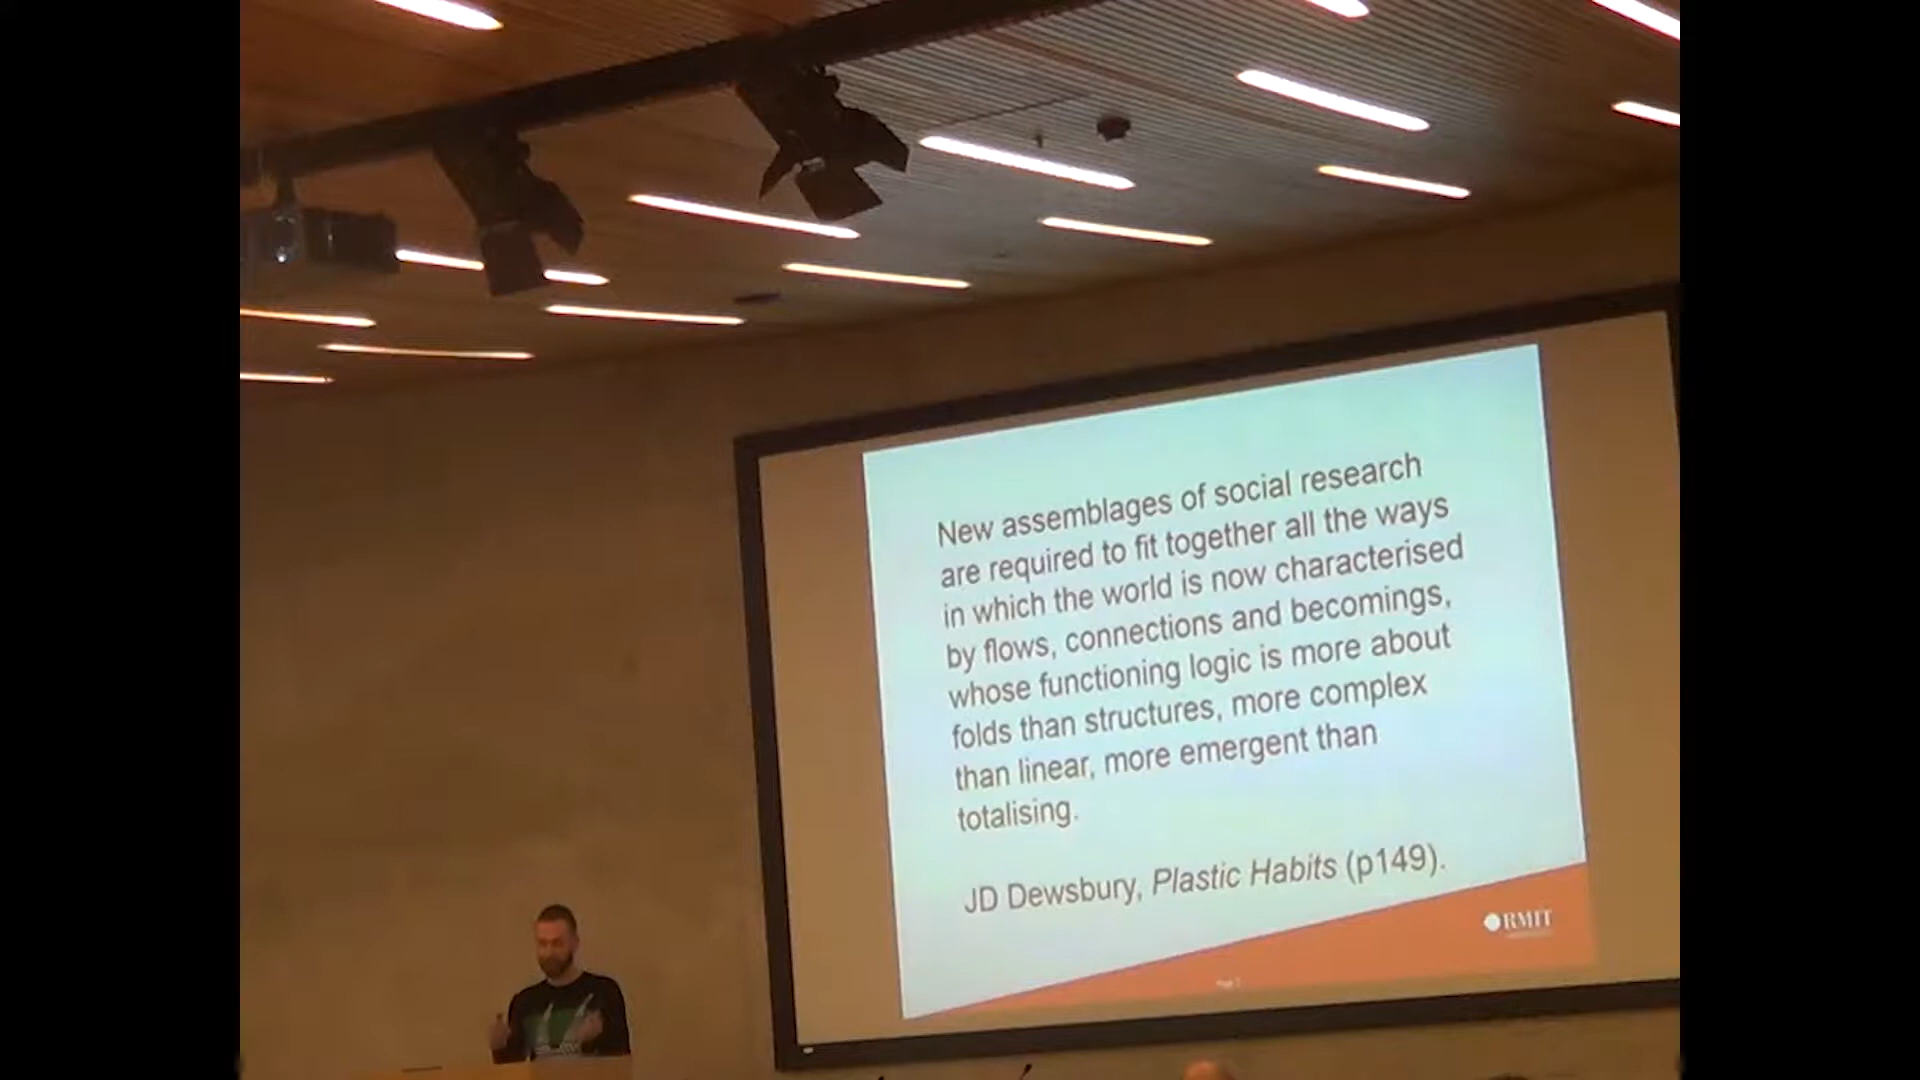 New assemblages of social research
are required to fit together all the ways
in which the world is now characterised
by flows, connections and becomings,
whose functioning logic is more about
folds than structures, more complex
than linear, more emergent than
totalising.
JD Dewsbury, Plastic Habits (p149).
RMIT